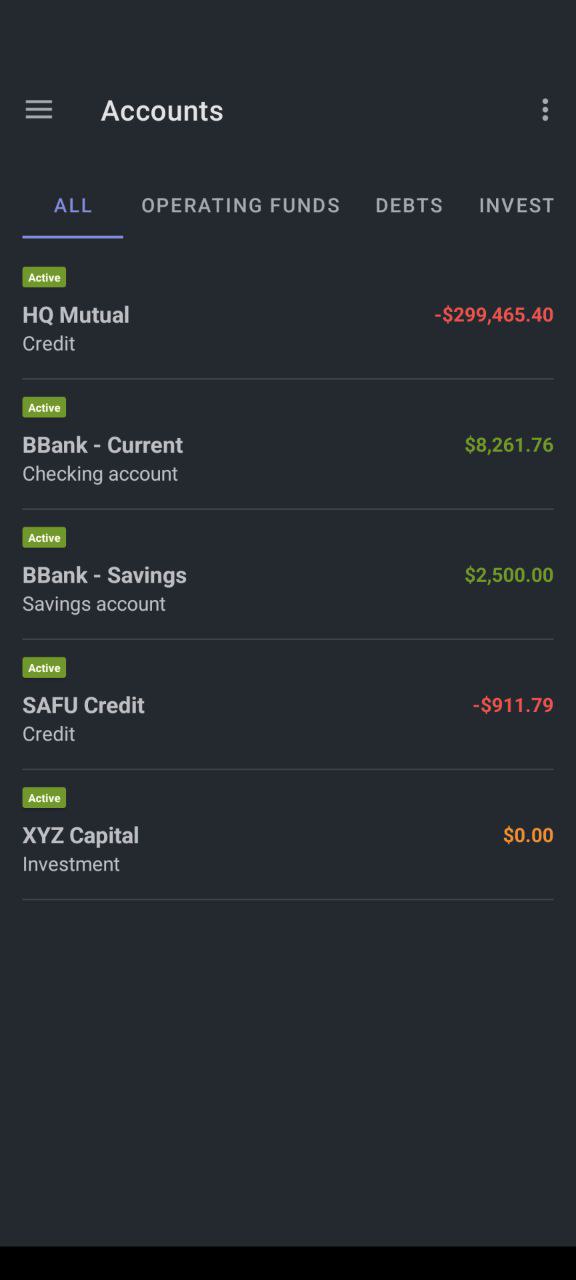 Accounts
ALL OPERATING FUNDS DEBTS INVEST
Active
HQ Mutual -$299,465.40
Credit
Active
BBank - Current $8,261.76
Checking account
Active
BBank - Savings $2,500.00
Savings account
Active
SAFU Credit -$911.79
Credit
Active
XYZ Capital $0.00
Investment